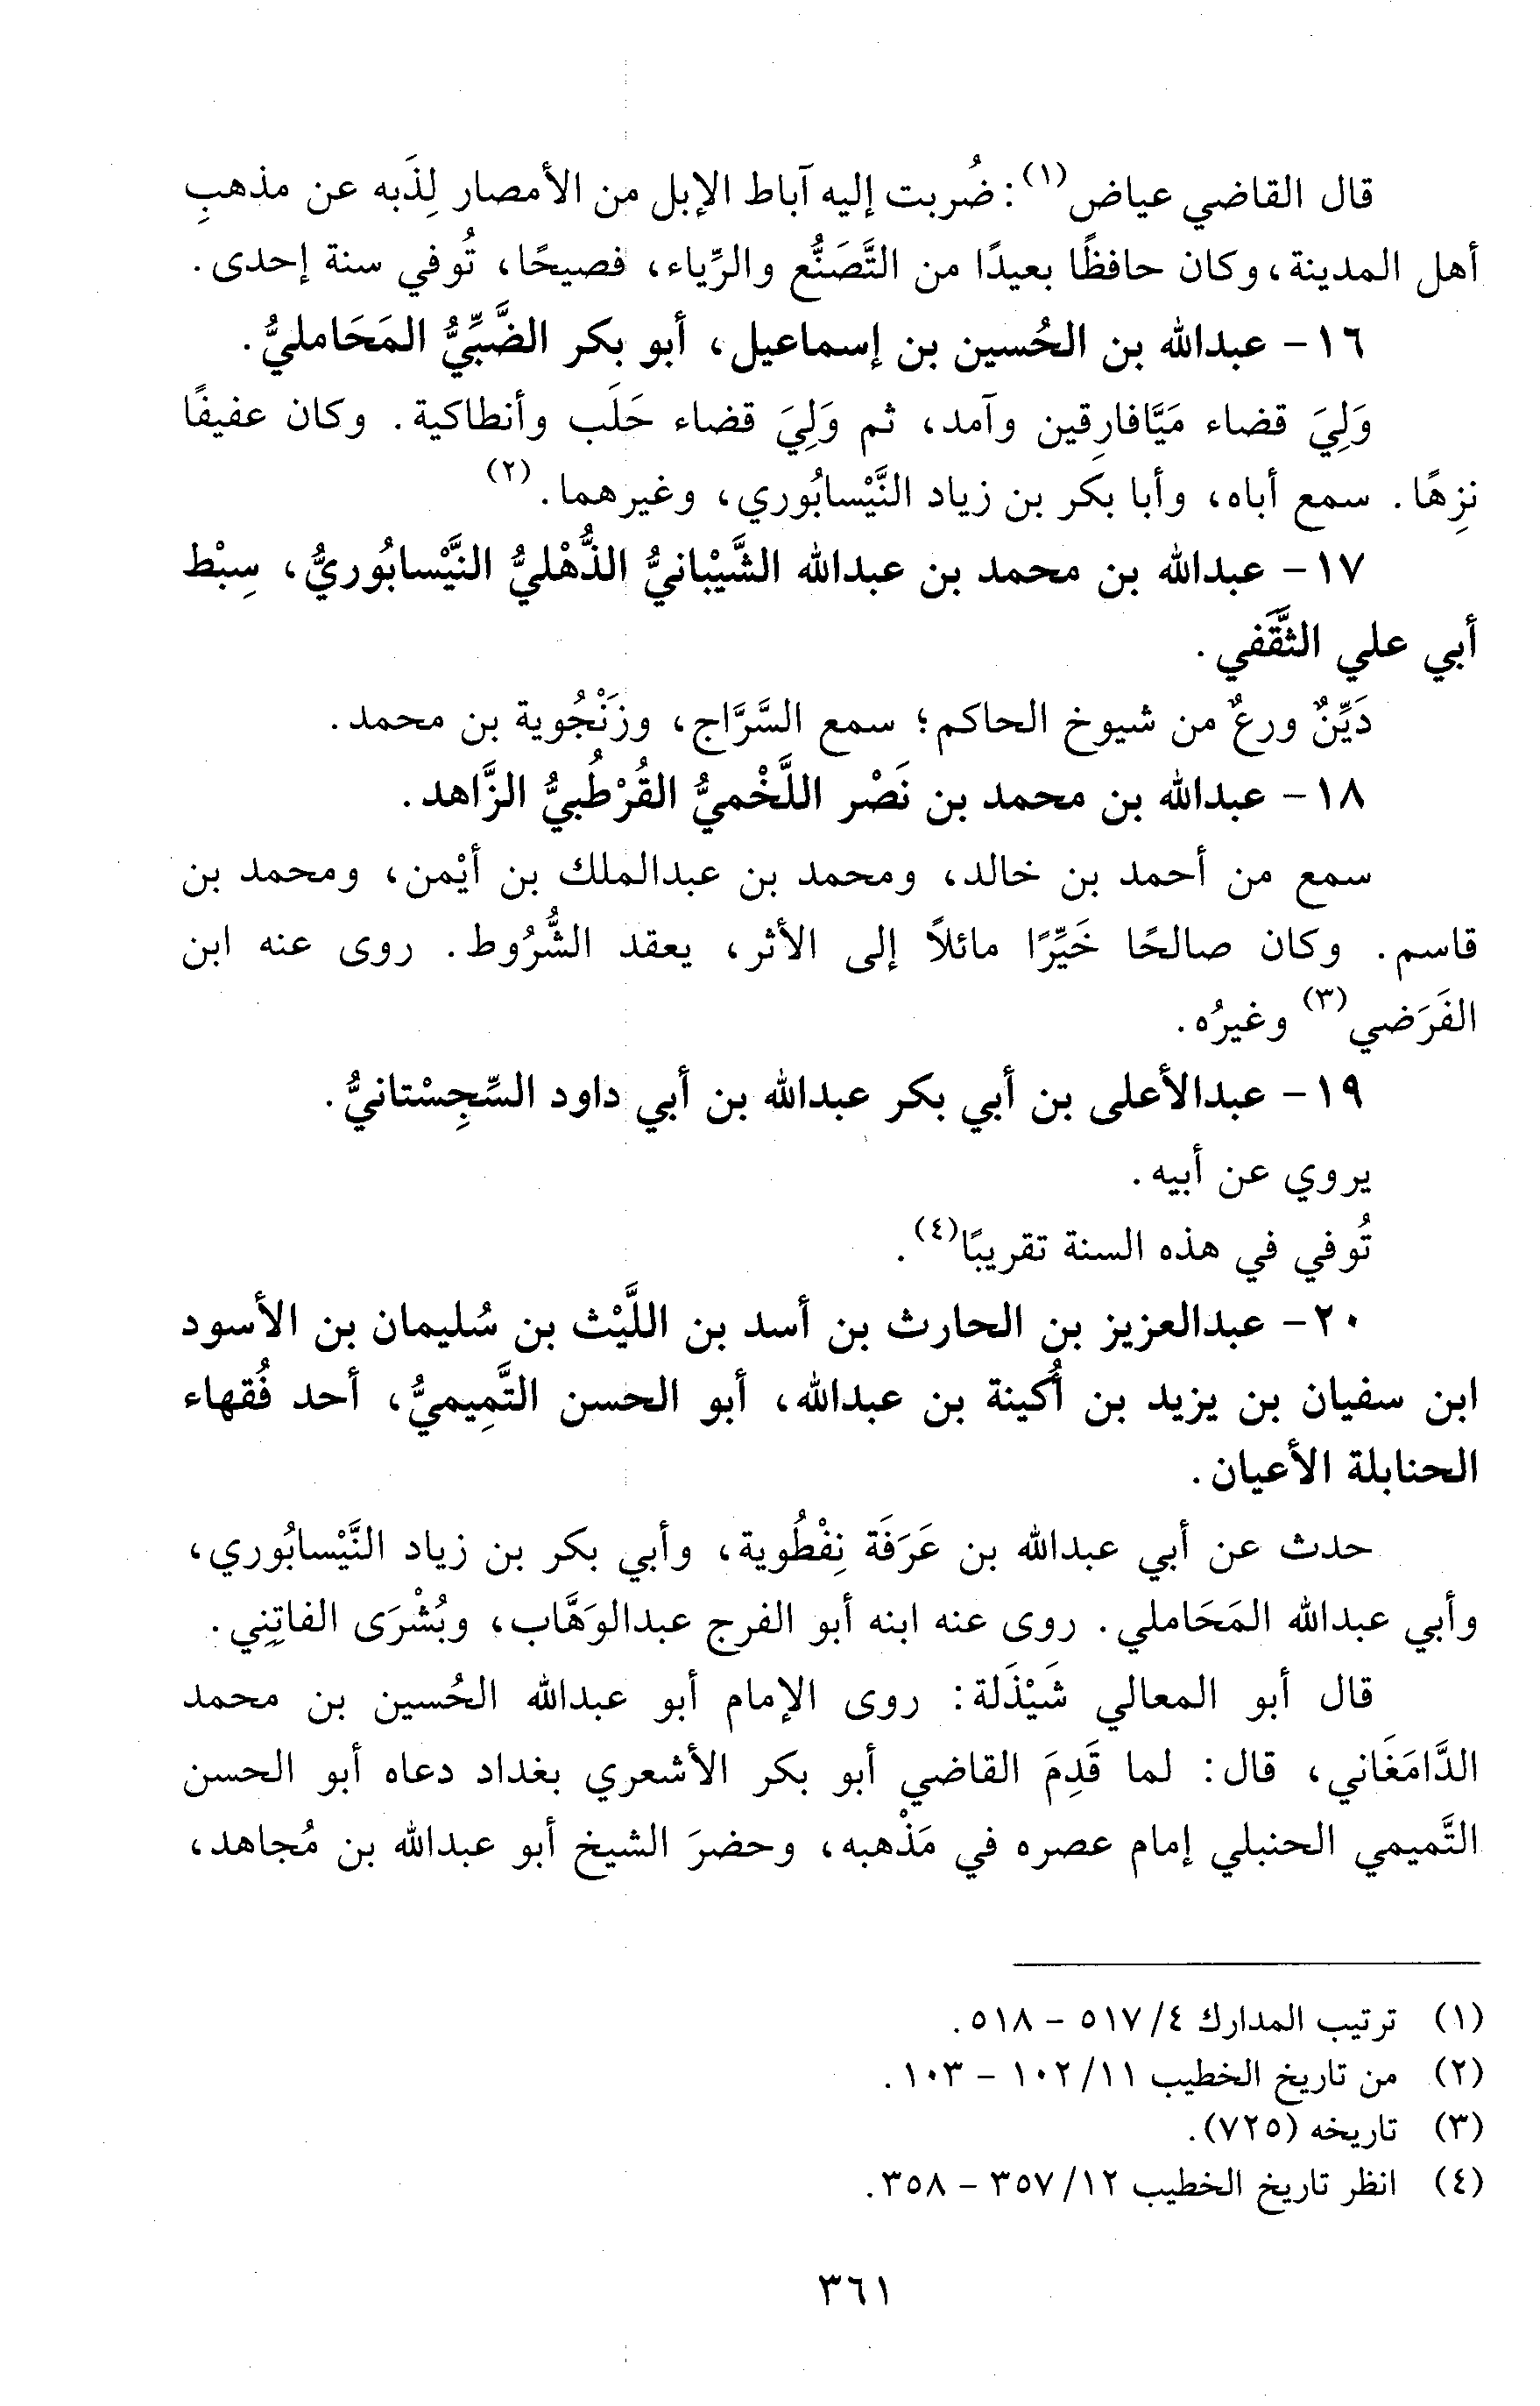 قال القاضي عياض(١): ضُربت إليه آباط الإبل من الأمصار لِذَبه عن مذهبِ
أهل المدينة، وكان حافظًا بعيدًا من التَّصَنُّع والرِّياء، فصيحًا، تُوفي سنة إحدى.
١٦ - عبدالله بن الحُسين بن إسماعيل، أبو بكر الضَّبِّيُّ المَحَامليُّ.
وَلِيَ قضاء مَيَّافارِقين وآمد، ثم وَلِيَ قضاء حَلَب وأنطاكية. وكان عفيفًا
نزِهًا. سمع أباه، وأبا بكر بن زياد النَّيْسابُوري، وغيرهما.(٢)
١٧ - عبدالله بن محمد بن عبدالله الشَّيْبانيُّ الذُّهْليُّ النَّيْسابُوريُّ، سِبْط
أبي علي الثَّقَفي.
دَيِّنٌ ورعٌ من شيوخ الحاكم؛ سمع السَّرَّاج، وزَنْجُوية بن محمد.
١٨ - عبدالله بن محمد بن نَصْر اللَّخْميُّ القُرْطُبيُّ الزَّاهد.
سمع من أحمد بن خالد، ومحمد بن عبدالملك بن أيْمن، ومحمد بن
قاسم. وكان صالحًا خَيِّرًا مائلاً إلى الأثر، يعقد الشُّرُوط. روى عنه ابن
الفَرَضي(٣) وغيرُه.
١٩ - عبدالأعلى بن أبي بكر عبدالله بن أبي داود السِّجِسْتانيُّ.
يروي عن أبيه.
تُوفي في هذه السنة تقريبًا(٤).
٢٠ - عبدالعزيز بن الحارث بن أسد بن اللَّيْث بن سُليمان بن الأسود
ابن سفيان بن يزيد بن أُكينة بن عبدالله، أبو الحسن التَّمِيميُّ، أحد فُقهاء
الحنابلة الأعيان.
حدث عن أبي عبدالله بن عَرَفَة نِفْطُوية، وأبي بكر بن زياد النَّيْسابُوري،
وأبي عبدالله المَحَاملي. روى عنه ابنه أبو الفرج عبدالوَهَّاب، وبُشْرَى الفاتِنِي.
قال أبو المعالي شَيْذَلة: روى الإمام أبو عبدالله الحُسين بن محمد
الدَّامَغَاني، قال: لما قَدِمَ القاضي أبو بكر الأشعري بغداد دعاه أبو الحسن
التَّميمي الحنبلي إمام عصره في مَذْهبه، وحضرَ الشيخ أبو عبدالله بن مُجاهد،
(١) ترتيب المدارك ٤/ ٥١٧ - ٥١٨.
(٢) من تاريخ الخطيب ١١/ ١٠٢ - ١٠٣.
(٣) تاريخه (٧٢٥).
(٤) انظر تاريخ الخطيب ١٢/ ٣٥٧ - ٣٥٨.
٣٦١